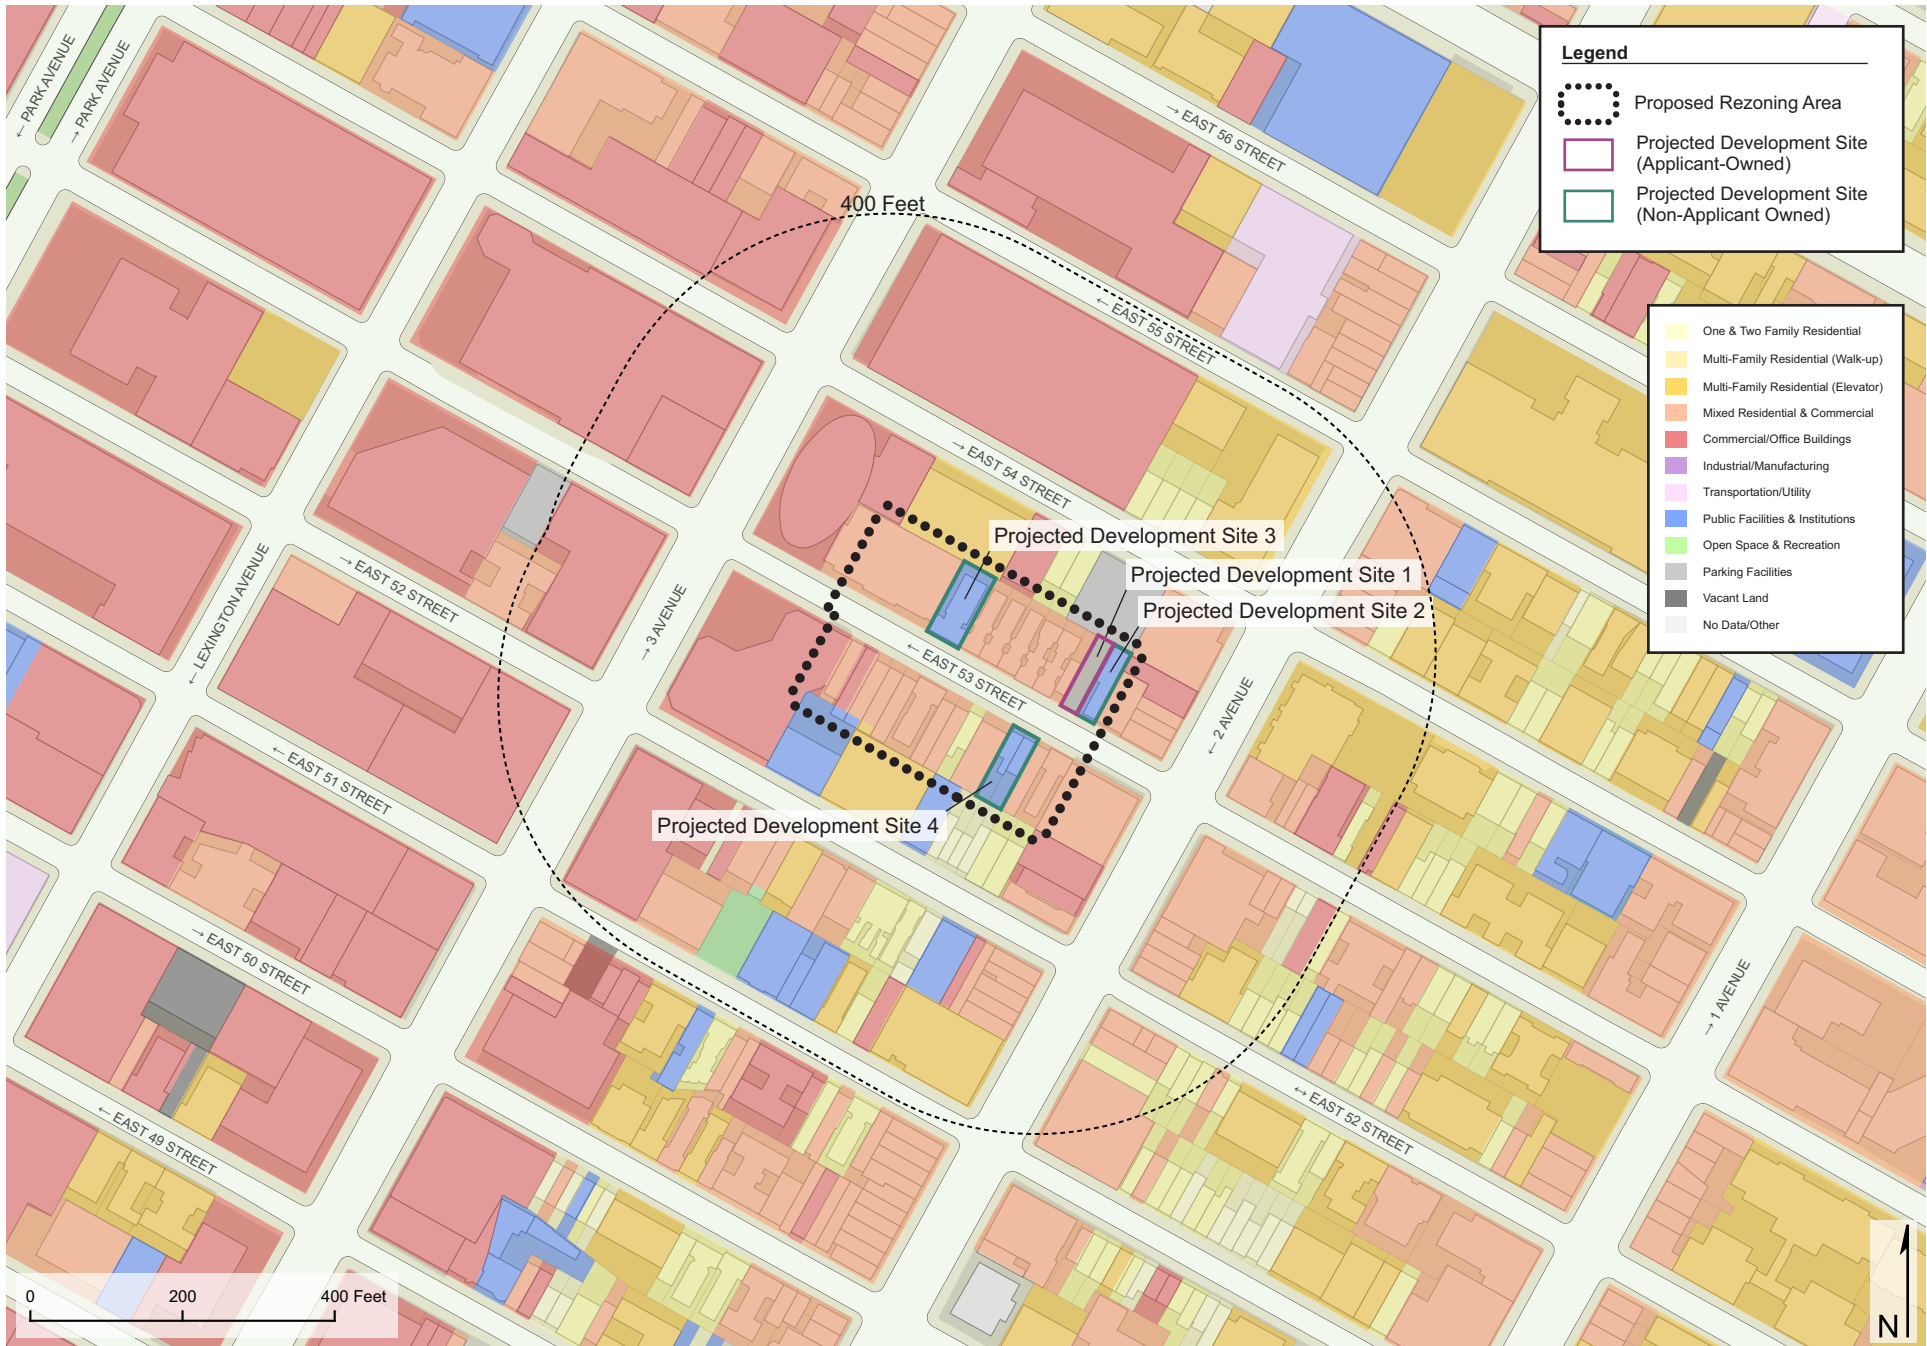 ← PARK AVENUE
→ PARK AVENUE
→ EAST 56 STREET
Legend
Proposed Rezoning Area
Projected Development Site
(Applicant-Owned)
Projected Development Site
(Non-Applicant Owned)
400 Feet
← EAST 55 STREET
One & Two Family Residential
Multi-Family Residential (Walk-up)
Multi-Family Residential (Elevator)
Mixed Residential & Commercial
Commercial/Office Buildings
Industrial/Manufacturing
Transportation/Utility
Public Facilities & Institutions
Open Space & Recreation
Parking Facilities
Vacant Land
No Data/Other
→ EAST 54 STREET
Projected Development Site 3
Projected Development Site 1
Projected Development Site 2
← LEXINGTON AVENUE
→ EAST 52 STREET
→ 3 AVENUE
← EAST 53 STREET
← 2 AVENUE
← EAST 51 STREET
Projected Development Site 4
→ EAST 50 STREET
→ 1 AVENUE
← EAST 49 STREET
↔ EAST 52 STREET
0 200 400 Feet
N